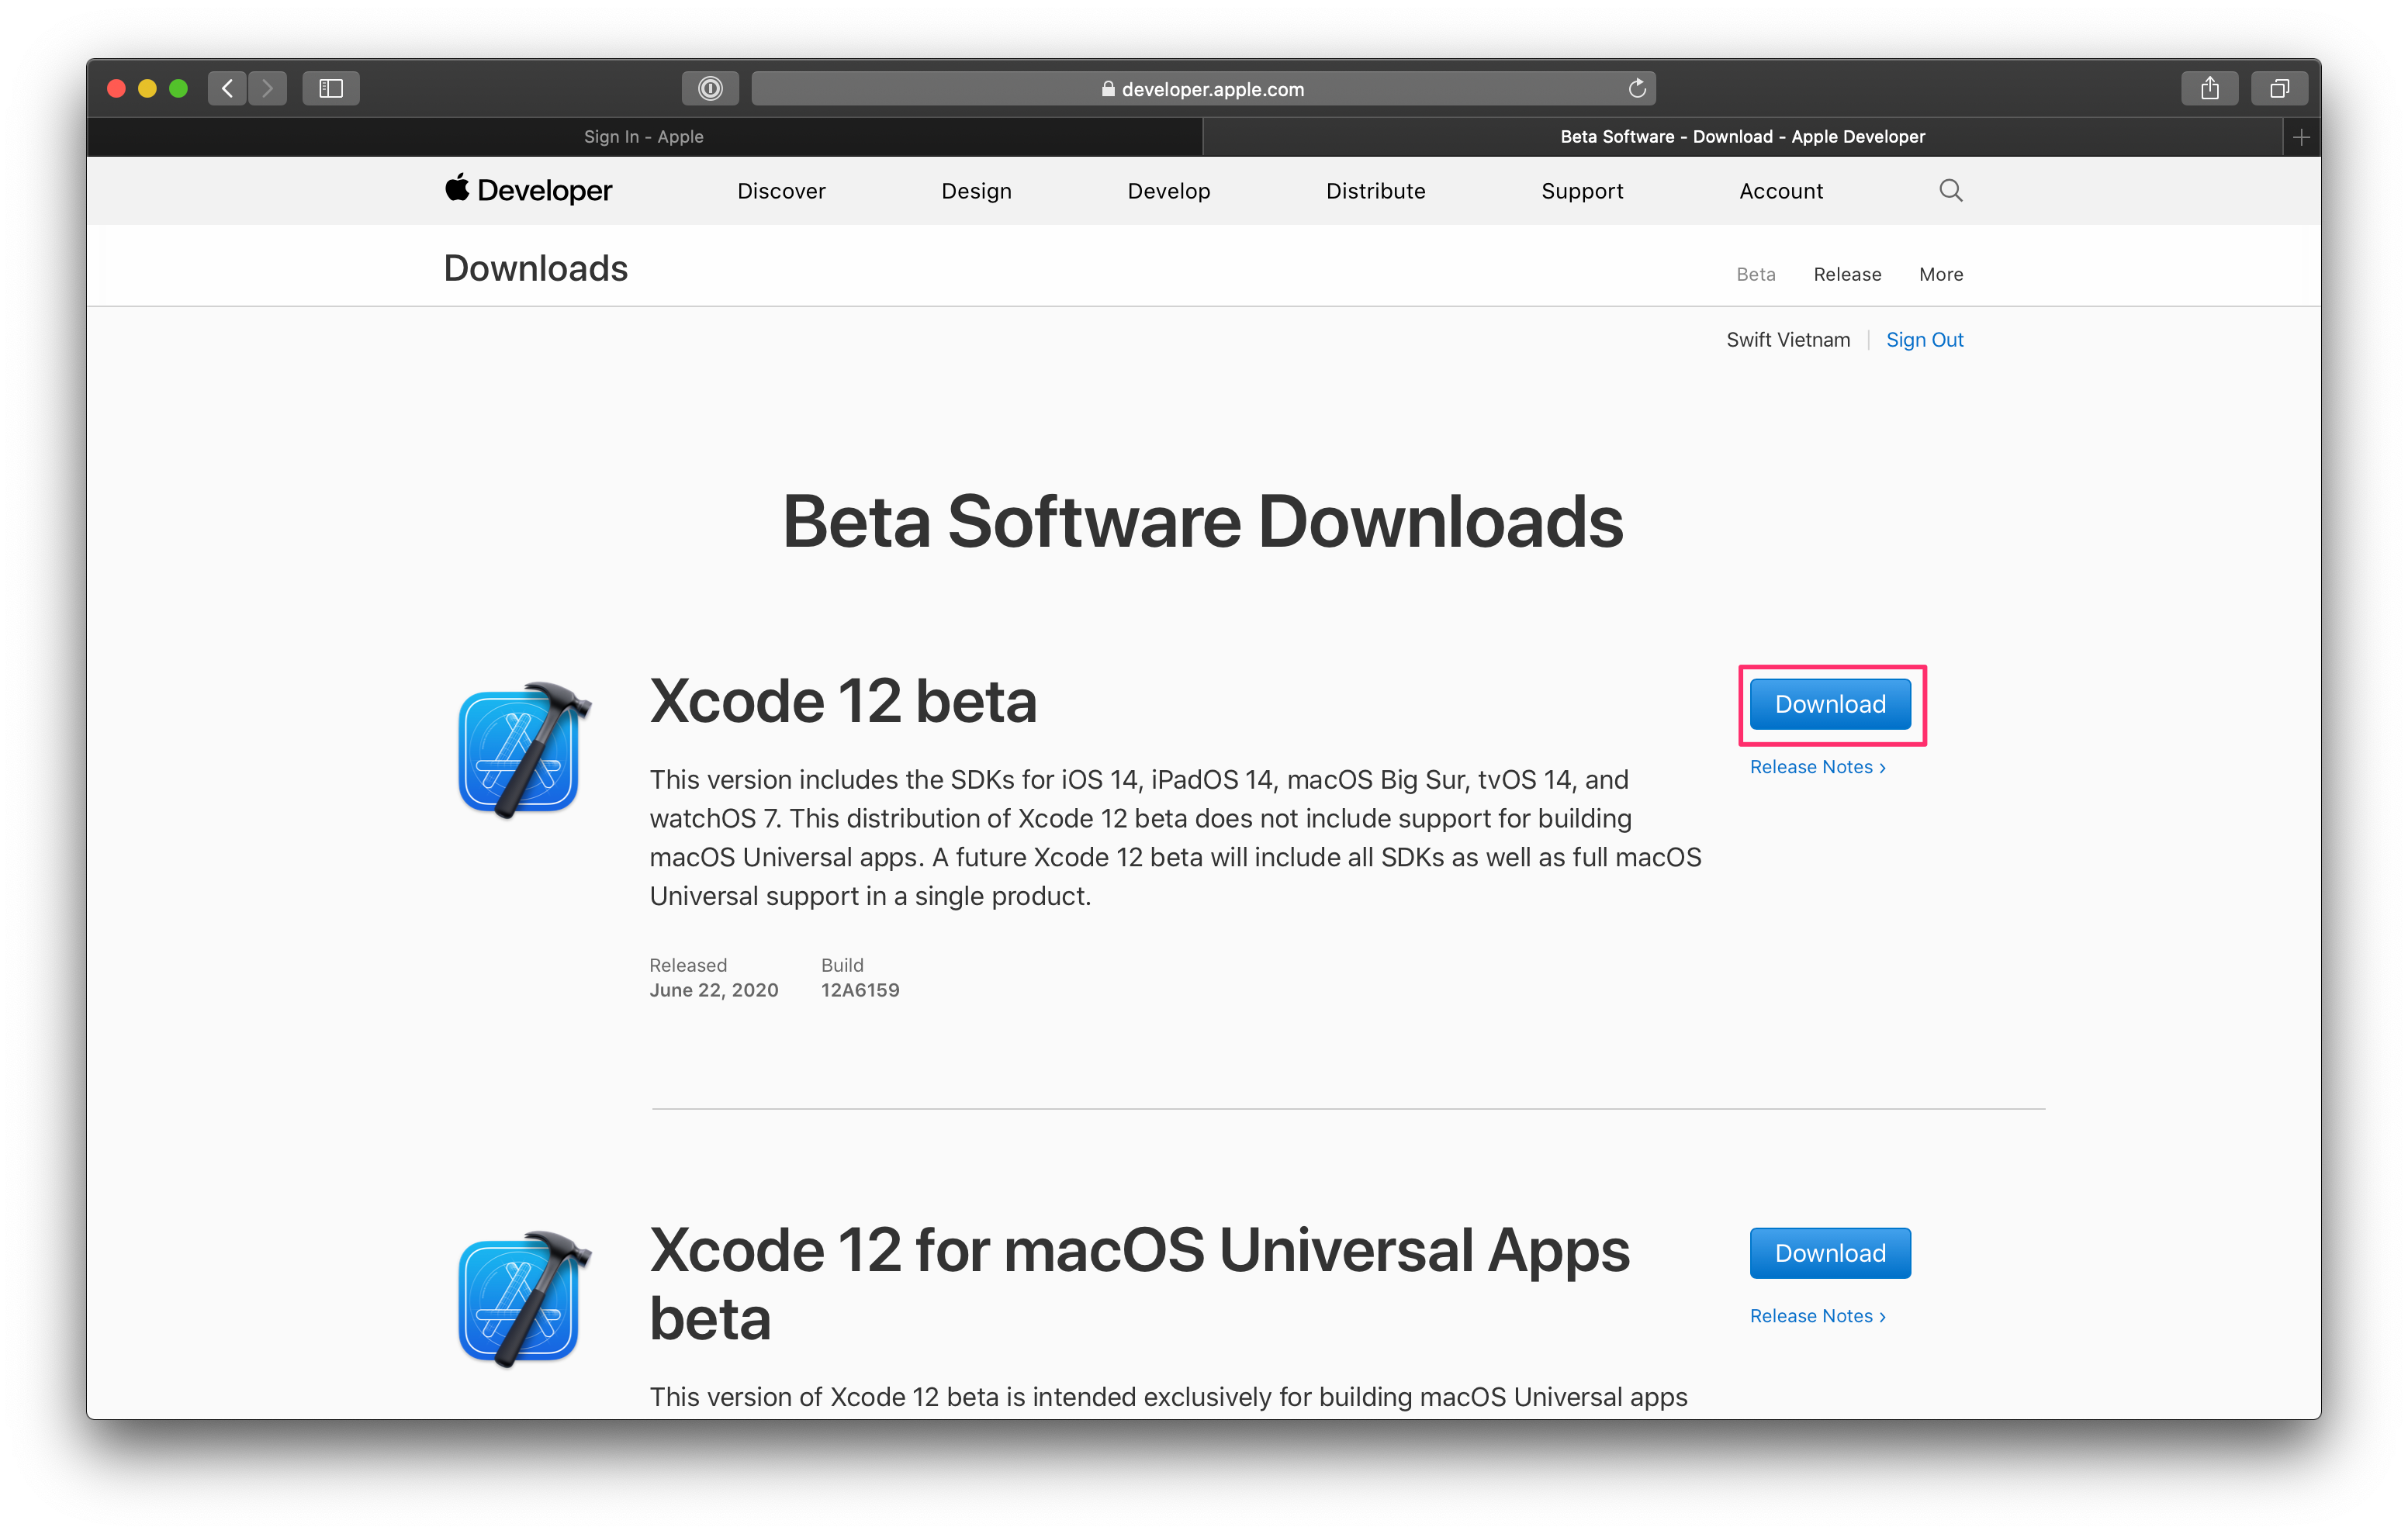 developer.apple.com
Sign In - Apple
Beta Software - Download - Apple Developer
Developer Discover Design Develop Distribute Support Account
Downloads
Beta Release More
Swift Vietnam Sign Out
Beta Software Downloads
Xcode 12 beta
Download
Release Notes ›
This version includes the SDKs for iOS 14, iPadOS 14, macOS Big Sur, tvOS 14, and
watchOS 7. This distribution of Xcode 12 beta does not include support for building
macOS Universal apps. A future Xcode 12 beta will include all SDKs as well as full macOS
Universal support in a single product.
Released Build
June 22, 2020 12A6159
Xcode 12 for macOS Universal Apps
beta
Download
Release Notes ›
This version of Xcode 12 beta is intended exclusively for building macOS Universal apps